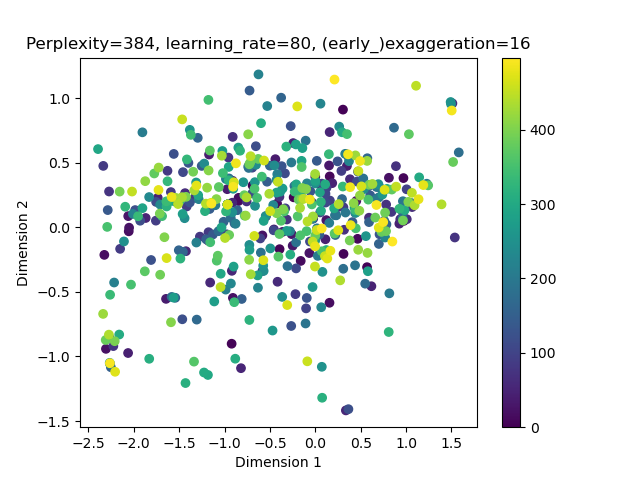 Perplexity=384, learning_rate=80, (early_)exaggeration=16
Dimension 2
1.0
0.5
0.0
−0.5
−1.0
−1.5
−2.5 −2.0 −1.5 −1.0 −0.5 0.0 0.5 1.0 1.5
Dimension 1
400
300
200
100
0